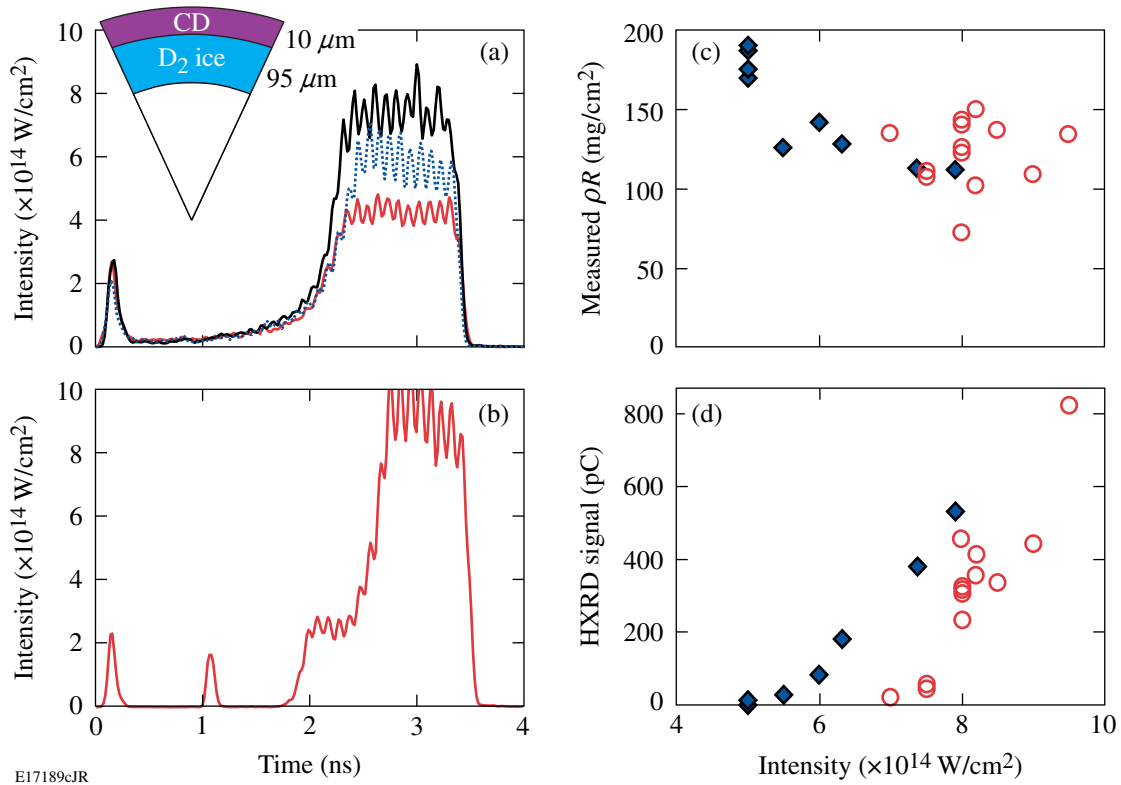 CD
D2 ice
10 μm
95 μm
(a)
Intensity (×10^14 W/cm^2)
10
8
6
4
2
0
(b)
Intensity (×10^14 W/cm^2)
10
8
6
4
2
0
0
1
2
3
4
Time (ns)
(c)
Measured ρR (mg/cm^2)
200
150
100
50
0
(d)
HXRD signal (pC)
800
600
400
200
0
4
6
8
10
Intensity (×10^14 W/cm^2)
E17189cJR